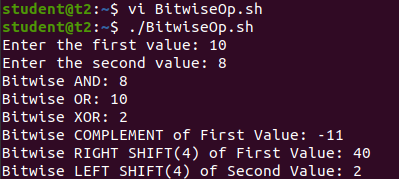 student@t2:~$ vi BitwiseOp.sh
student@t2:~$ ./BitwiseOp.sh
Enter the first value: 10
Enter the second value: 8
Bitwise AND: 8
Bitwise OR: 10
Bitwise XOR: 2
Bitwise COMPLEMENT of First Value: -11
Bitwise RIGHT SHIFT(4) of First Value: 40
Bitwise LEFT SHIFT(4) of Second Value: 2